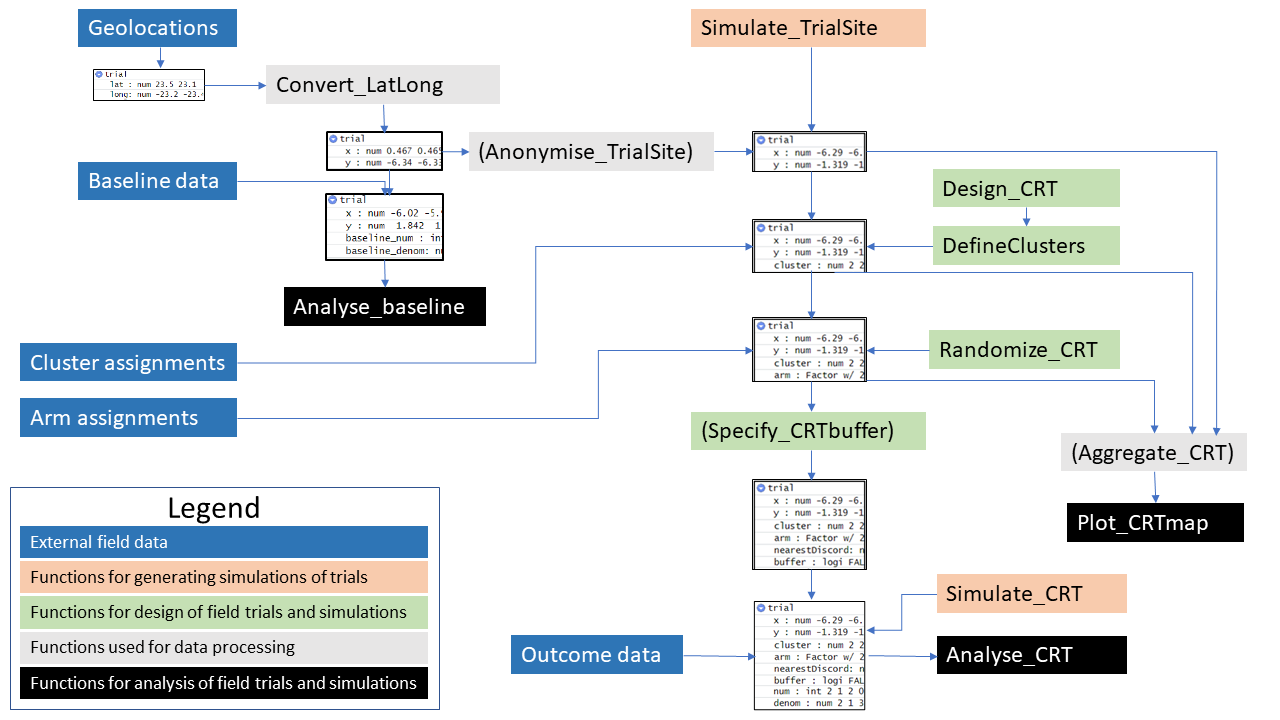 Geolocations
trial
lat : num 23.5 23.1
long: num -23.2 -23.4
Convert_LatLong
trial
x : num 0.467 0.469
y : num -6.34 -6.33
(Anonymise_TrialSite)
Baseline data
trial
x : num -6.02 -5.9
y : num 1.842 1
baseline_num : in
baseline_denom: n
Analyse_baseline
Simulate_TrialSite
trial
x : num -6.29 -6.
y : num -1.319 -1
Design_CRT
DefineClusters
trial
x : num -6.29 -6.
y : num -1.319 -1
cluster : num 2 2
Cluster assignments
Arm assignments
trial
x : num -6.29 -6.
y : num -1.319 -1
cluster : num 2 2
arm : Factor w/ 2
Randomize_CRT
(Specify_CRTbuffer)
(Aggregate_CRT)
Plot_CRTmap
trial
x : num -6.29 -6.
y : num -1.319 -1
cluster : num 2 2
arm : Factor w/ 2
nearestDiscord: n
buffer : logi FAL
Simulate_CRT
Outcome data
trial
x : num -6.29 -6.
y : num -1.319 -1
cluster : num 2 2
arm : Factor w/ 2
nearestDiscord: n
buffer : logi FAL
num : int 2 1 2 0
denom : num 2 1 3
Analyse_CRT
Legend
External field data
Functions for generating simulations of trials
Functions for design of field trials and simulations
Functions used for data processing
Functions for analysis of field trials and simulations